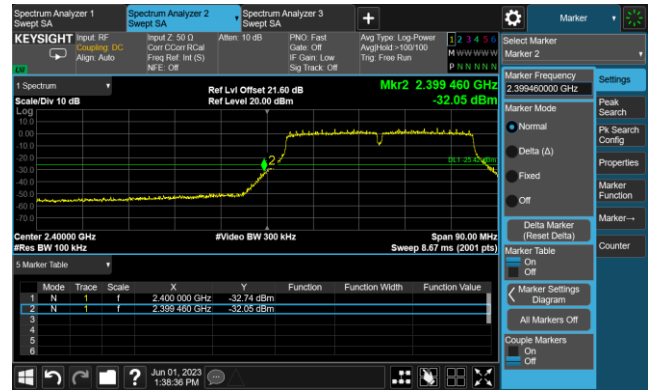 Spectrum Analyzer 1
Swept SA
Spectrum Analyzer 2
Swept SA
Spectrum Analyzer 3
Swept SA
+
Marker
KEYSIGHT
Input: RF
Coupling: DC
Align: Auto
Input Z: 50 Ω
Corr CCorr RCal
Freq Ref: Int (S)
NFE: Off
Atten: 10 dB
PNO: Fast
Gate: Off
IF Gain: Low
Sig Track: Off
Avg Type: Log-Power
Avg|Hold:>100/100
Trig: Free Run
1 2 3 4 5 6
M W W W W W
P N N N N N
Select Marker
Marker 2
1 Spectrum
Scale/Div 10 dB
Ref Lvl Offset 21.60 dB
Ref Level 20.00 dBm
Mkr2 2.399 460 GHz
-32.05 dBm
Log
10.0
0.00
-10.0
-20.0
-30.0
-40.0
-50.0
-60.0
-70.0
2
Center 2.40000 GHz
#Res BW 100 kHz
#Video BW 300 kHz
Span 90.00 MHz
Sweep 8.67 ms (2001 pts)
5 Marker Table
Mode Trace Scale X Y Function Function Width Function Value
1 N 1 f 2.400 000 GHz -32.74 dBm
2 N 1 f 2.399 460 GHz -32.05 dBm
3
4
5
6
Marker Frequency
2.399460000 GHz
Marker Mode
Normal
Delta (Δ)
Fixed
Off
Delta Marker
(Reset Delta)
Marker Table
On
Off
Marker Settings
Diagram
All Markers Off
Couple Markers
On
Off
Settings
Peak
Search
Pk Search
Config
Properties
Marker
Function
Marker→
Counter
?
Jun 01, 2023
1:38:36 PM